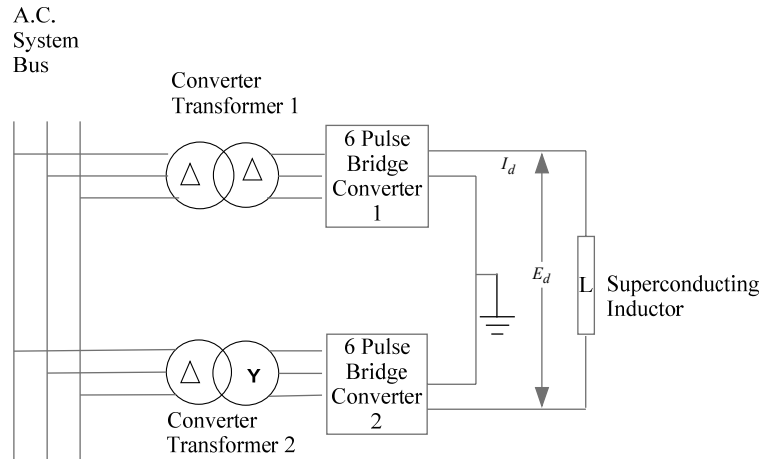 A.C.
System
Bus
Converter
Transformer 1
Δ
Δ
6 Pulse
Bridge
Converter
1
I_d
E_d
L
Superconducting
Inductor
Δ
Y
6 Pulse
Bridge
Converter
2
Converter
Transformer 2